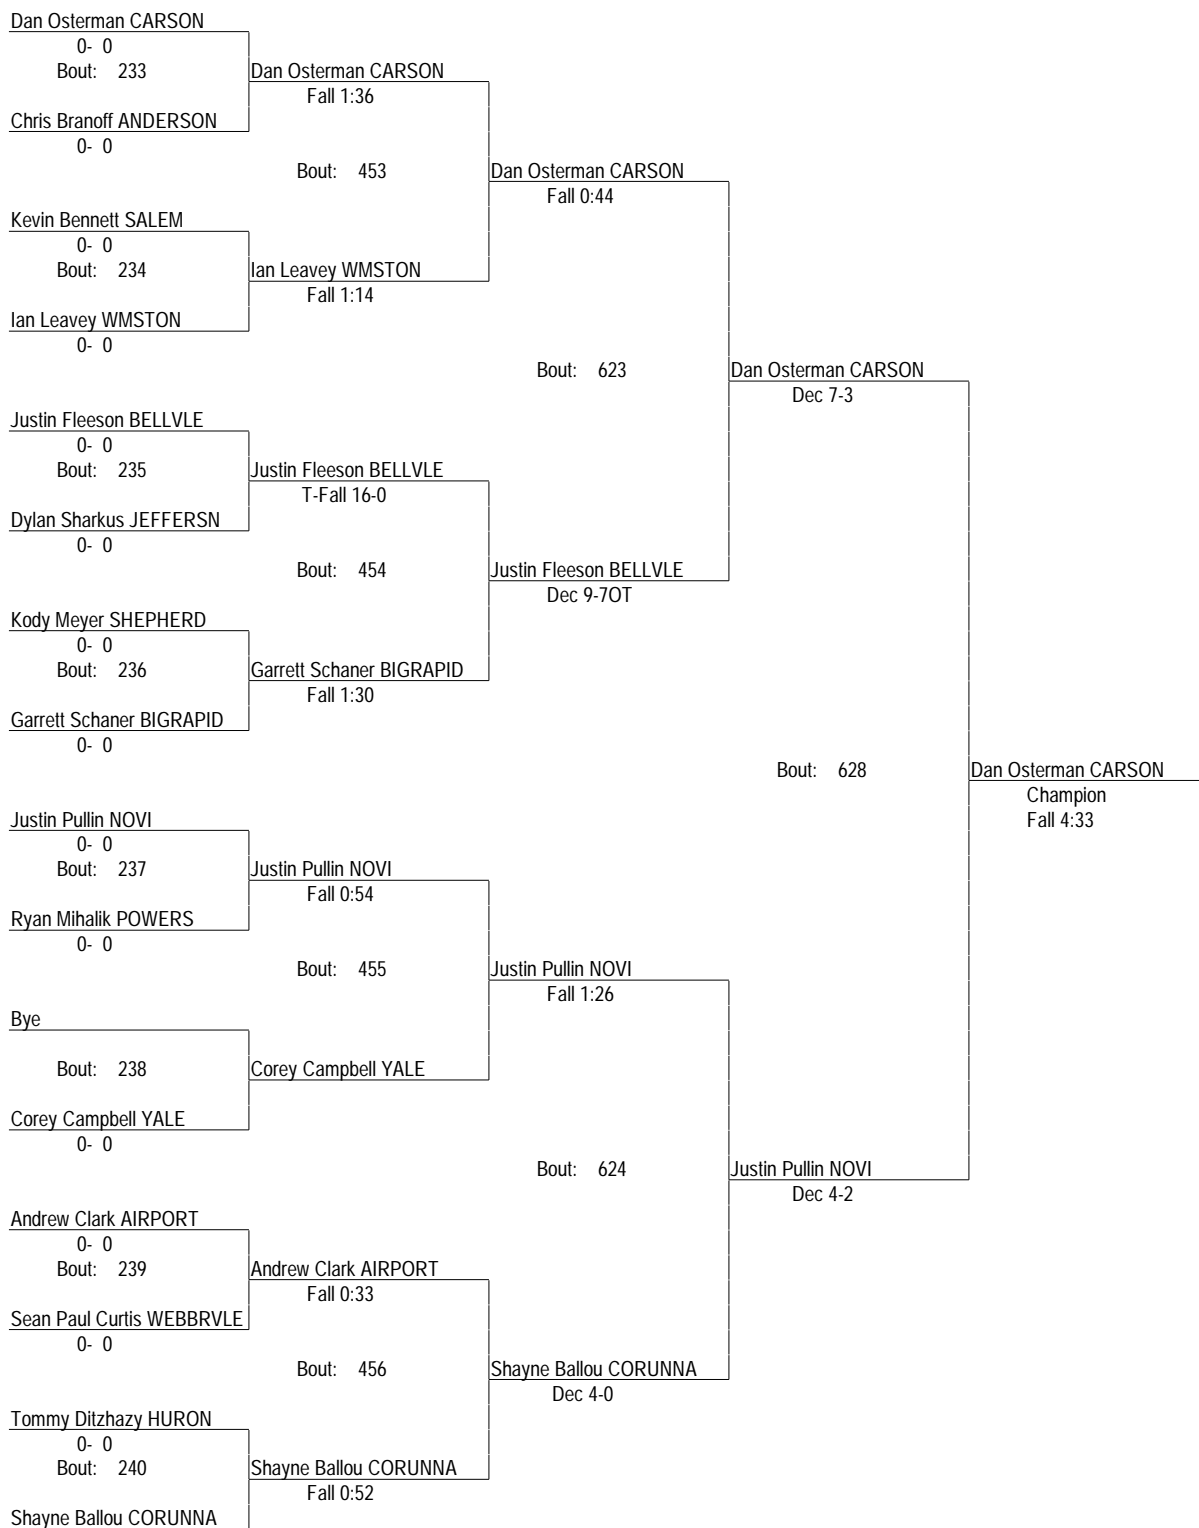 Dan Osterman CARSON
0- 0
Bout: 233
Dan Osterman CARSON
Fall 1:36
Chris Branoff ANDERSON
0- 0
Bout: 453
Dan Osterman CARSON
Fall 0:44
Kevin Bennett SALEM
0- 0
Bout: 234
Ian Leavey WMSTON
Fall 1:14
Ian Leavey WMSTON
0- 0
Bout: 623
Dan Osterman CARSON
Dec 7-3
Justin Fleeson BELLVLE
0- 0
Bout: 235
Justin Fleeson BELLVLE
T-Fall 16-0
Dylan Sharkus JEFFERSN
0- 0
Bout: 454
Justin Fleeson BELLVLE
Dec 9-7OT
Kody Meyer SHEPHERD
0- 0
Bout: 236
Garrett Schaner BIGRAPID
Fall 1:30
Garrett Schaner BIGRAPID
0- 0
Bout: 628
Dan Osterman CARSON
Champion
Fall 4:33
Justin Pullin NOVI
0- 0
Bout: 237
Justin Pullin NOVI
Fall 0:54
Ryan Mihalik POWERS
0- 0
Bout: 455
Justin Pullin NOVI
Fall 1:26
Bye
Bout: 238
Corey Campbell YALE
Corey Campbell YALE
0- 0
Bout: 624
Justin Pullin NOVI
Dec 4-2
Andrew Clark AIRPORT
0- 0
Bout: 239
Andrew Clark AIRPORT
Fall 0:33
Sean Paul Curtis WEBBRVLE
0- 0
Bout: 456
Shayne Ballou CORUNNA
Dec 4-0
Tommy Ditzhazy HURON
0- 0
Bout: 240
Shayne Ballou CORUNNA
Fall 0:52
Shayne Ballou CORUNNA